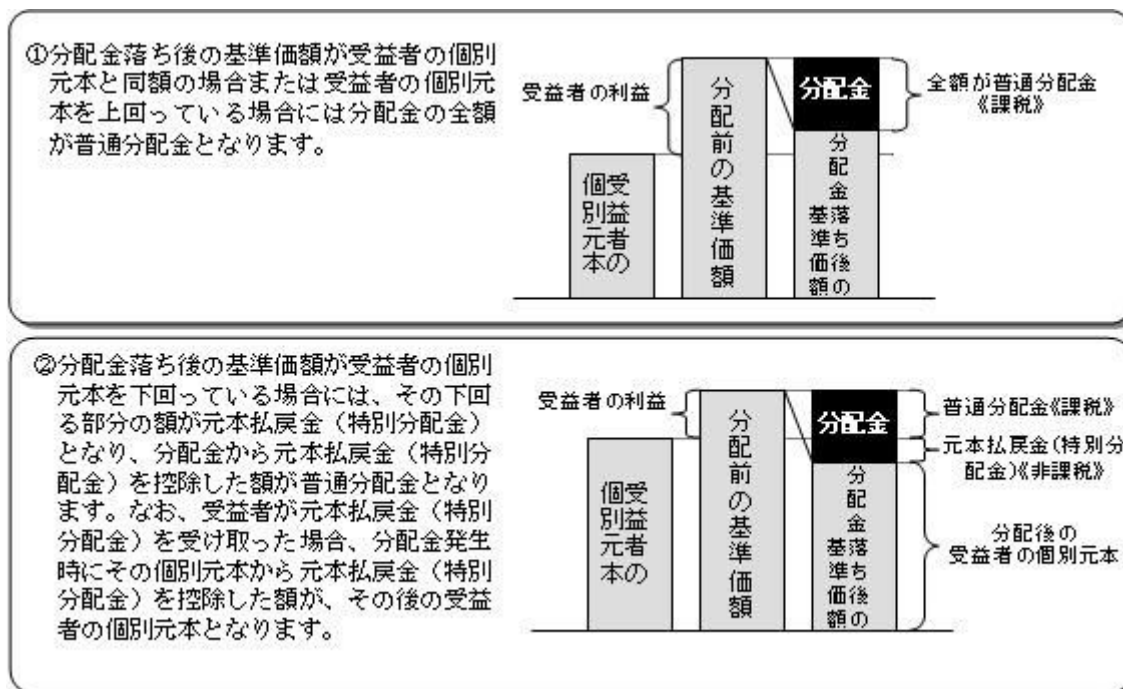 ①分配金落ち後の基準価額が受益者の個別
元本と同額の場合または受益者の個別元
本を上回っている場合には分配金の全額
が普通分配金となります。
受益者の利益
受益者の
個別元本
分配前の基準価額
分配金
分配金落ち後の
基準価額
全額が普通分配金
《課税》
②分配金落ち後の基準価額が受益者の個別
元本を下回っている場合には、その下回
る部分の額が元本払戻金（特別分配金）
となり、分配金から元本払戻金（特別分
配金）を控除した額が普通分配金となり
ます。なお、受益者が元本払戻金（特別
分配金）を受け取った場合、分配金発生
時にその個別元本から元本払戻金（特別
分配金）を控除した額が、その後の受益
者の個別元本となります。
受益者の利益
受益者の
個別元本
分配前の基準価額
分配金
分配金落ち後の
基準価額
普通分配金《課税》
元本払戻金(特別分
配金)《非課税》
分配後の
受益者の個別元本